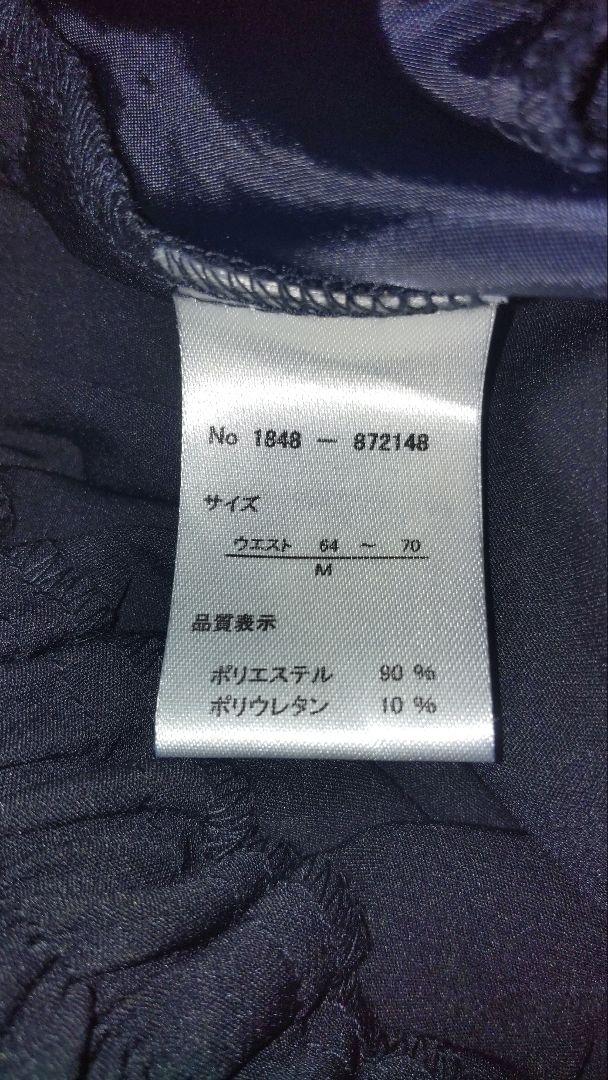 No 1848 — 872148
サイズ
ウエスト 64 ～ 70
M
品質表示
ポリエステル 90 %
ポリウレタン 10 %